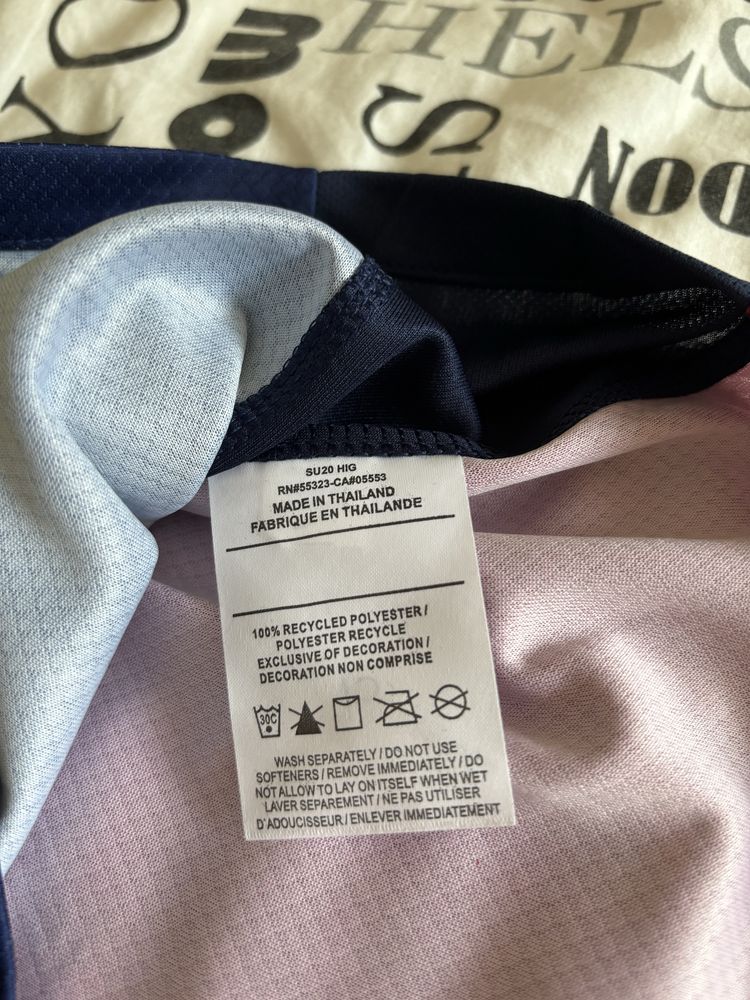 HELS
NOO
SU20 HIG
RN#55323-CA#05553
MADE IN THAILAND
FABRIQUE EN THAILANDE
100% RECYCLED POLYESTER /
POLYESTER RECYCLE
EXCLUSIVE OF DECORATION /
DECORATION NON COMPRISE
30C
WASH SEPARATELY / DO NOT USE
SOFTENERS / REMOVE IMMEDIATELY / DO
NOT ALLOW TO LAY ON ITSELF WHEN WET
LAVER SEPAREMENT / NE PAS UTILISER
D'ADOUCISSEUR / ENLEVER IMMEDIATEMENT